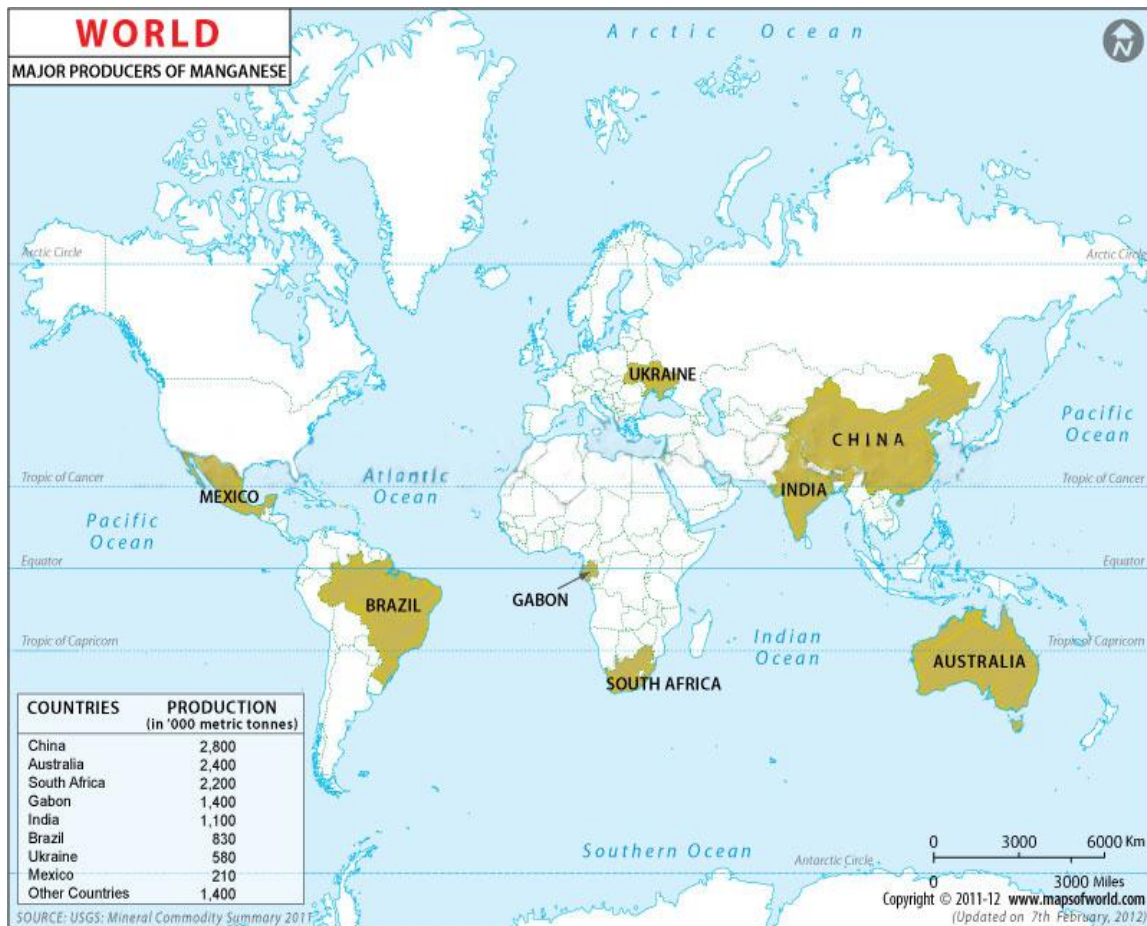 WORLD
MAJOR PRODUCERS OF MANGANESE
Arctic Ocean
N
Arctic Circle
Arctic Circle
UKRAINE
CHINA
Pacific
Ocean
Tropic of Cancer
MEXICO
Atlantic
Ocean
INDIA
Tropic of Cancer
Pacific
Ocean
Equator
Equator
GABON
BRAZIL
Tropic of Capricorn
Indian
Ocean
Tropic of Capricorn
AUSTRALIA
SOUTH AFRICA
COUNTRIES PRODUCTION
(in '000 metric tonnes)
China 2,800
Australia 2,400
South Africa 2,200
Gabon 1,400
India 1,100
Brazil 830
Ukraine 580
Mexico 210
Other Countries 1,400
SOURCE: USGS: Mineral Commodity Summary 2011
Southern Ocean
Antarctic Circle
0 3000 6000 Km
0 3000 Miles
Copyright © 2011-12 www.mapsofworld.com
(Updated on 7th February, 2012)